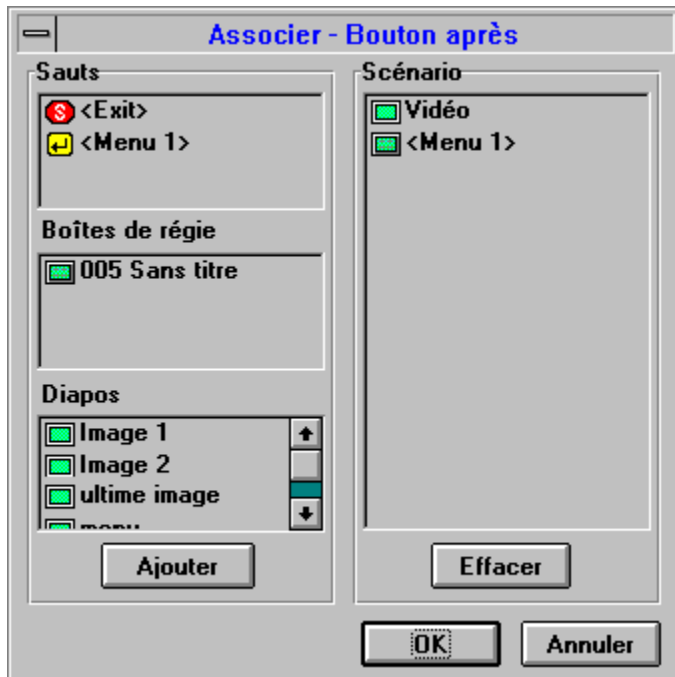 Associer - Bouton après
Sauts
<Exit>
<Menu 1>
Boîtes de régie
005 Sans titre
Diapos
Image 1
Image 2
ultime image
menu
Ajouter
Scénario
Vidéo
<Menu 1>
Effacer
OK
Annuler